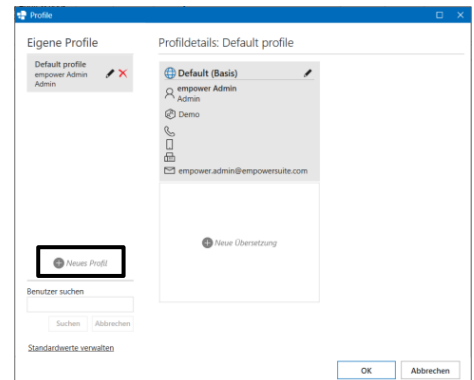 Profile
Eigene Profile
Default profile
empower Admin
Admin
Neues Profil
Benutzer suchen
Suchen Abbrechen
Standardwerte verwalten
Profildetails: Default profile
Default (Basis)
empower Admin
Admin
Demo
empower.admin@empowersuite.com
Neue Übersetzung
OK Abbrechen